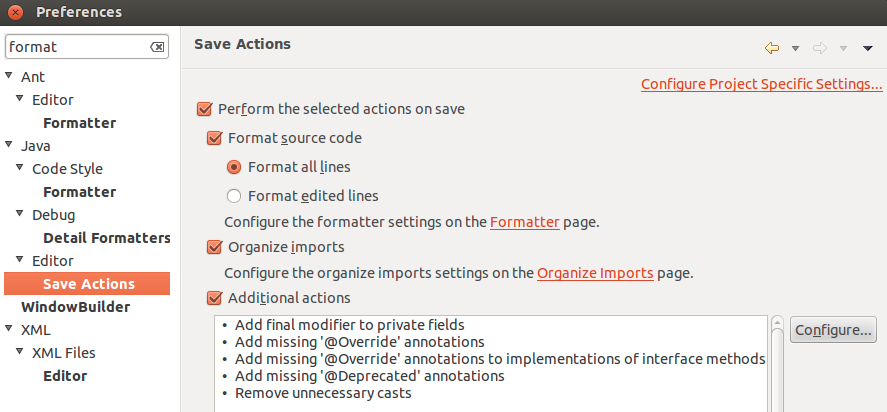 Preferences
format
Save Actions
Configure Project Specific Settings...
Ant
Editor
Formatter
Java
Code Style
Formatter
Debug
Detail Formatters
Editor
Save Actions
WindowBuilder
XML
XML Files
Editor
Perform the selected actions on save
Format source code
Format all lines
Format edited lines
Configure the formatter settings on the Formatter page.
Organize imports
Configure the organize imports settings on the Organize Imports page.
Additional actions
• Add final modifier to private fields
• Add missing '@Override' annotations
• Add missing '@Override' annotations to implementations of interface methods
• Add missing '@Deprecated' annotations
• Remove unnecessary casts
Configure...